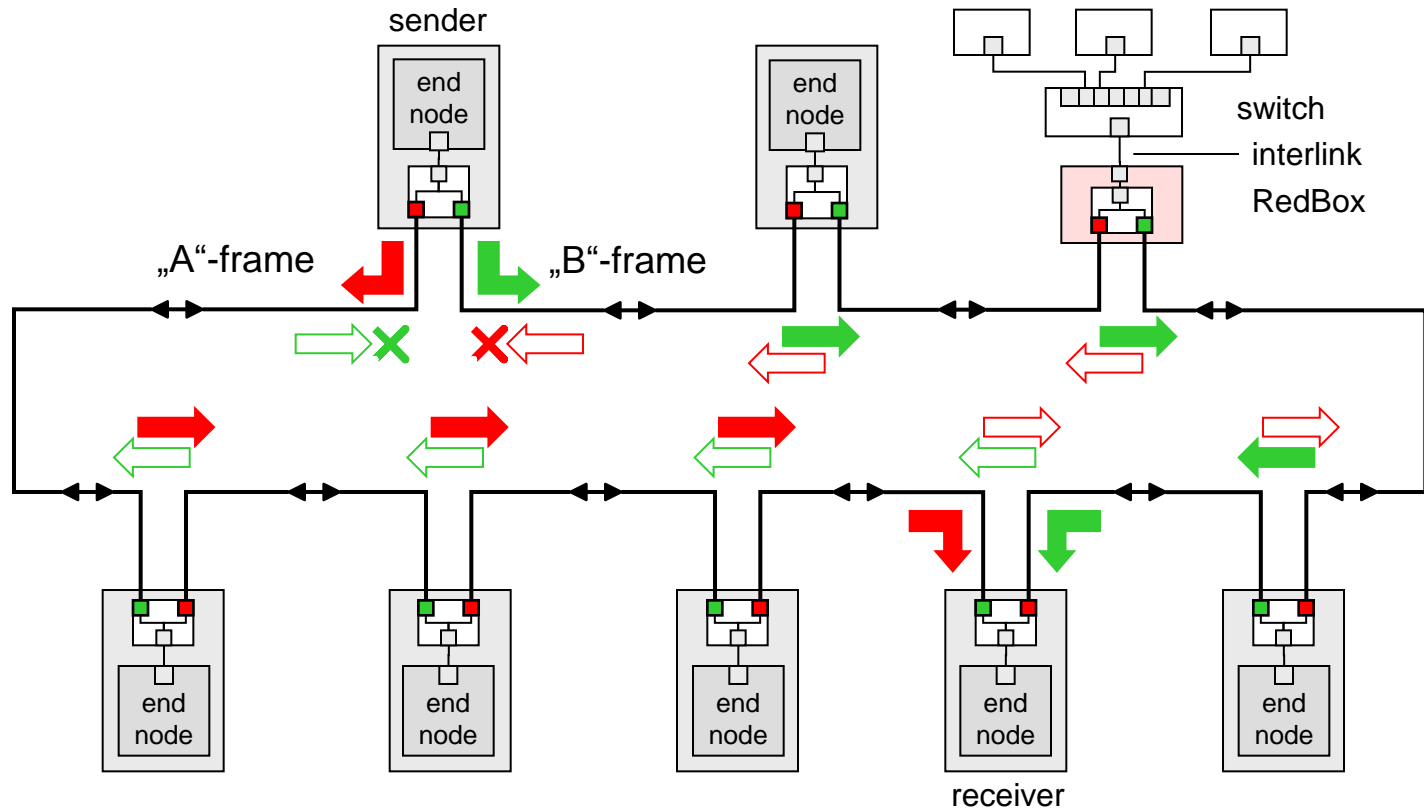 sender
end
node
end
node
switch
interlink
RedBox
„A“-frame
„B“-frame
end
node
end
node
end
node
end
node
end
node
receiver